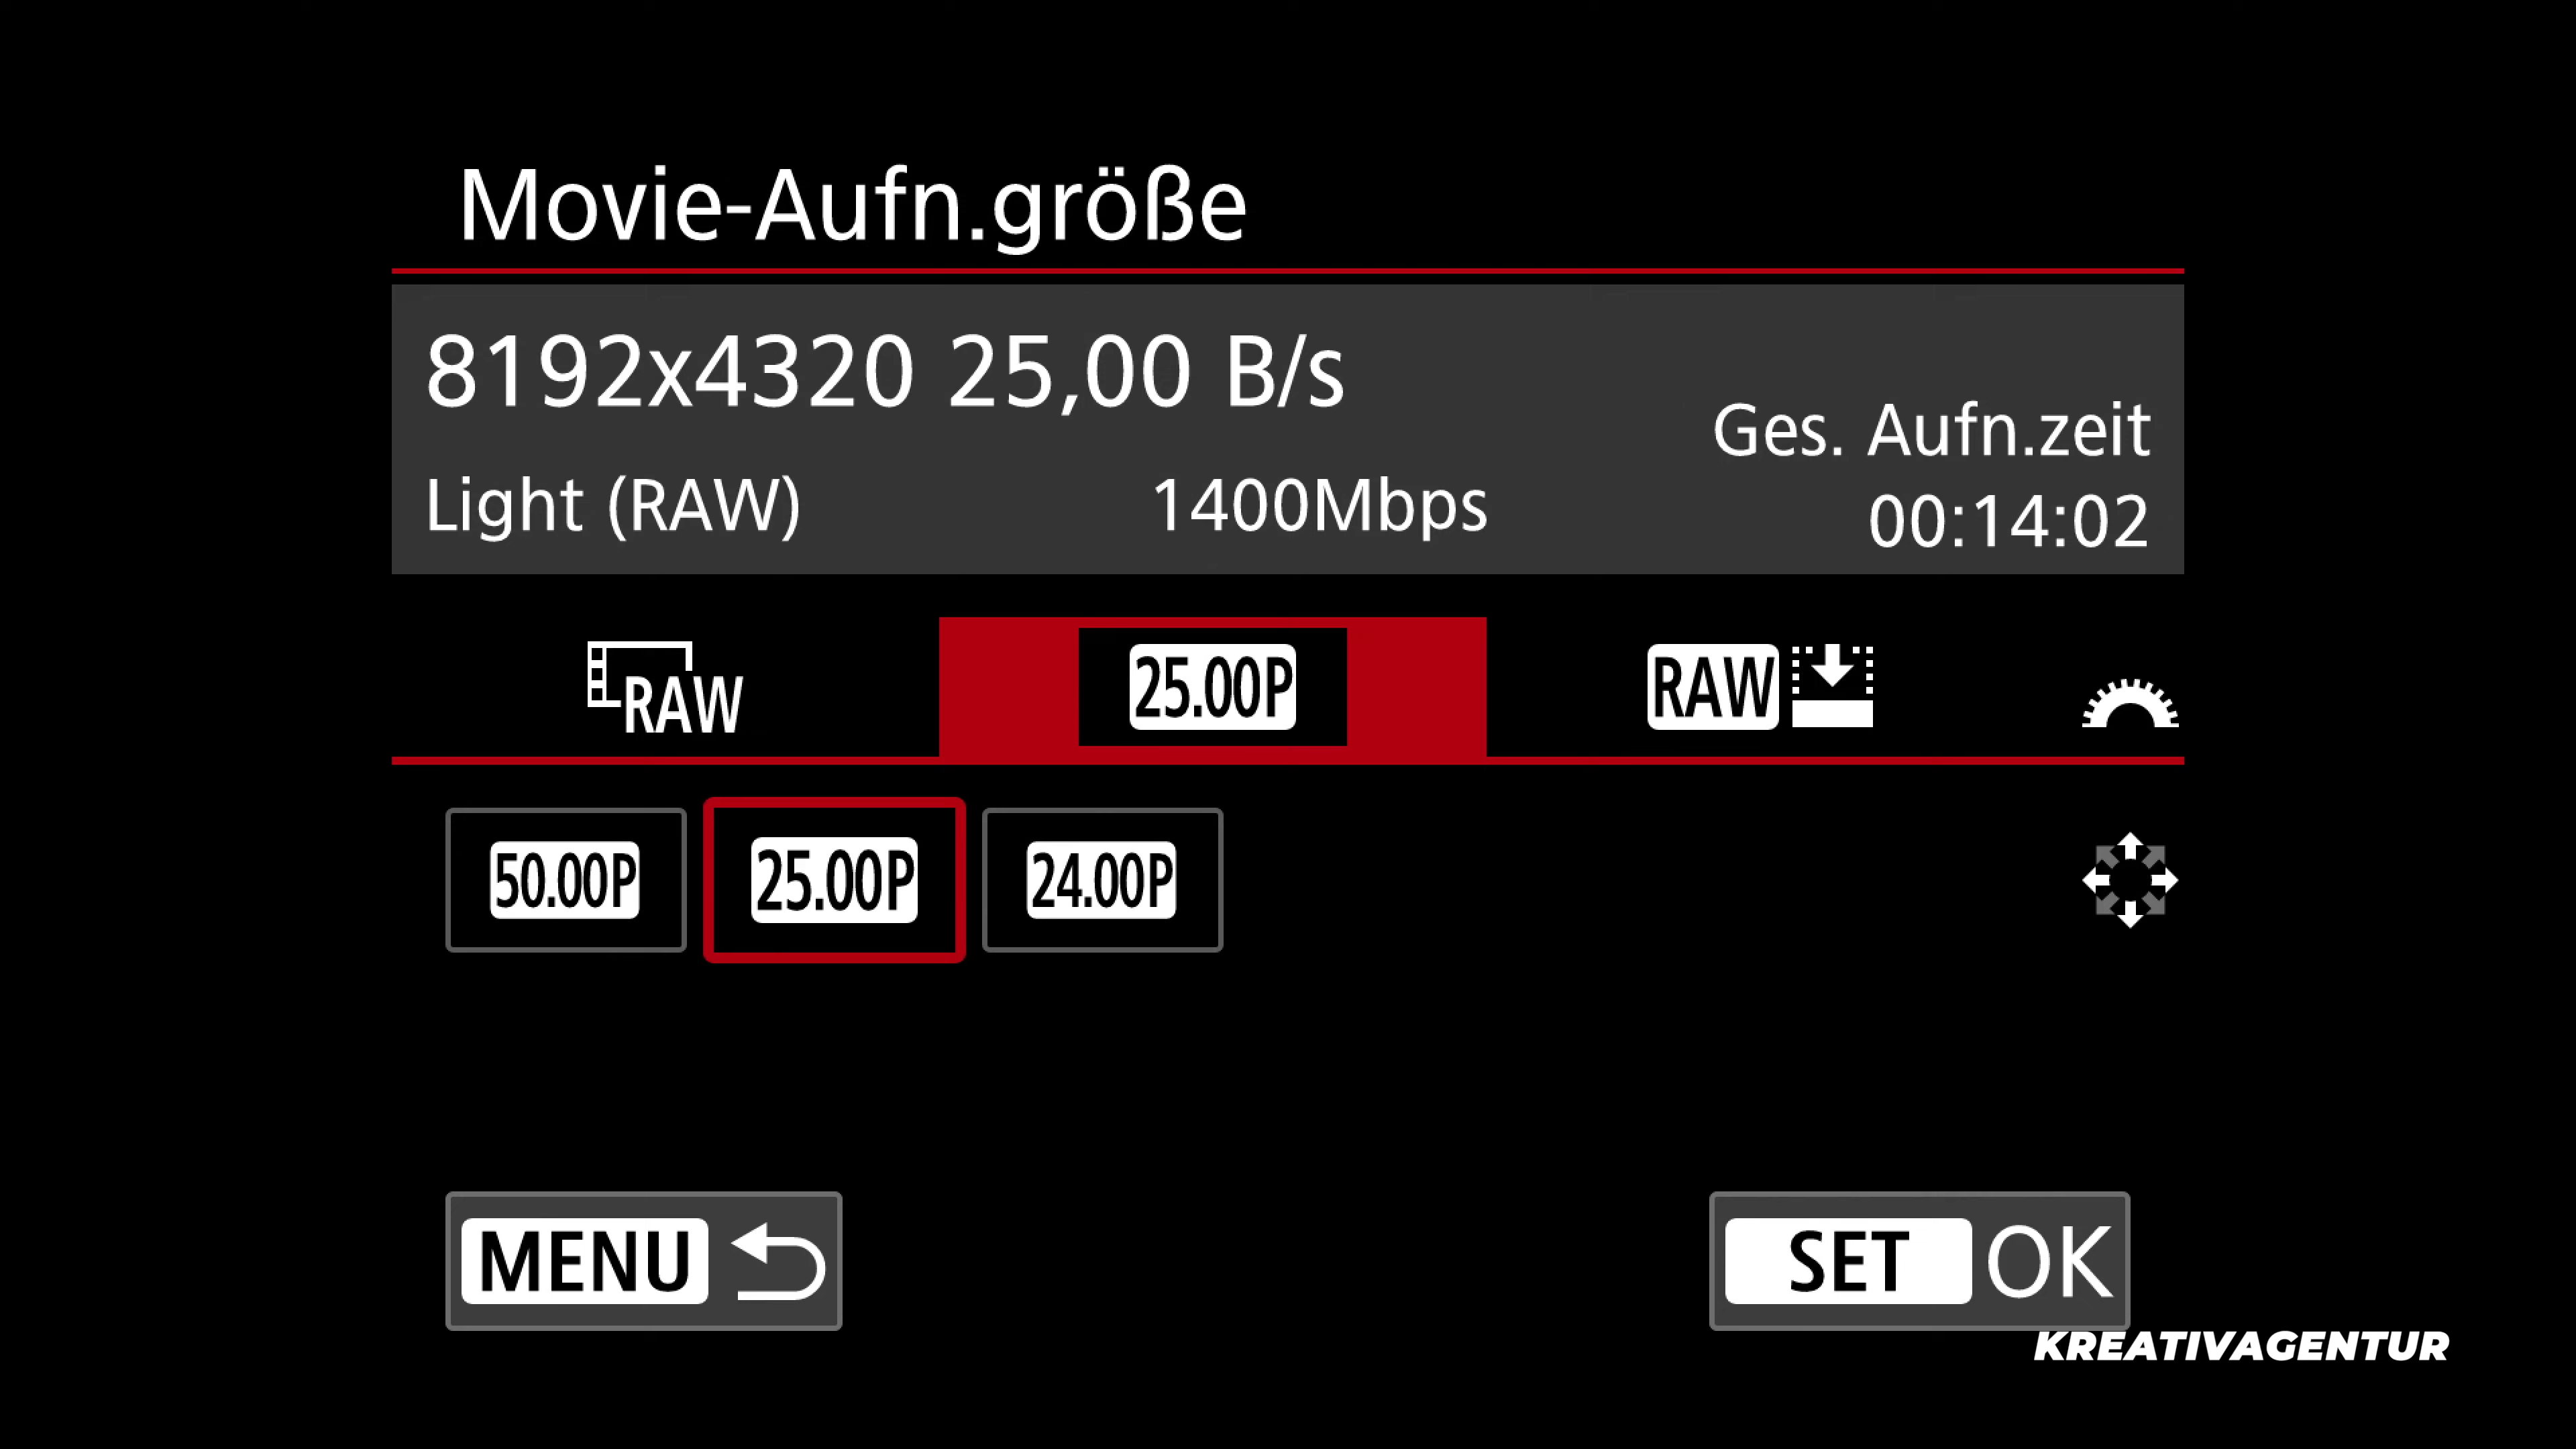 Movie-Aufn.größe
8192x4320 25,00 B/s
Light (RAW) 1400Mbps
Ges. Aufn.zeit
00:14:02
RAW 25.00P RAW
50.00P 25.00P 24.00P
MENU SET OK
KREATIVAGENTUR